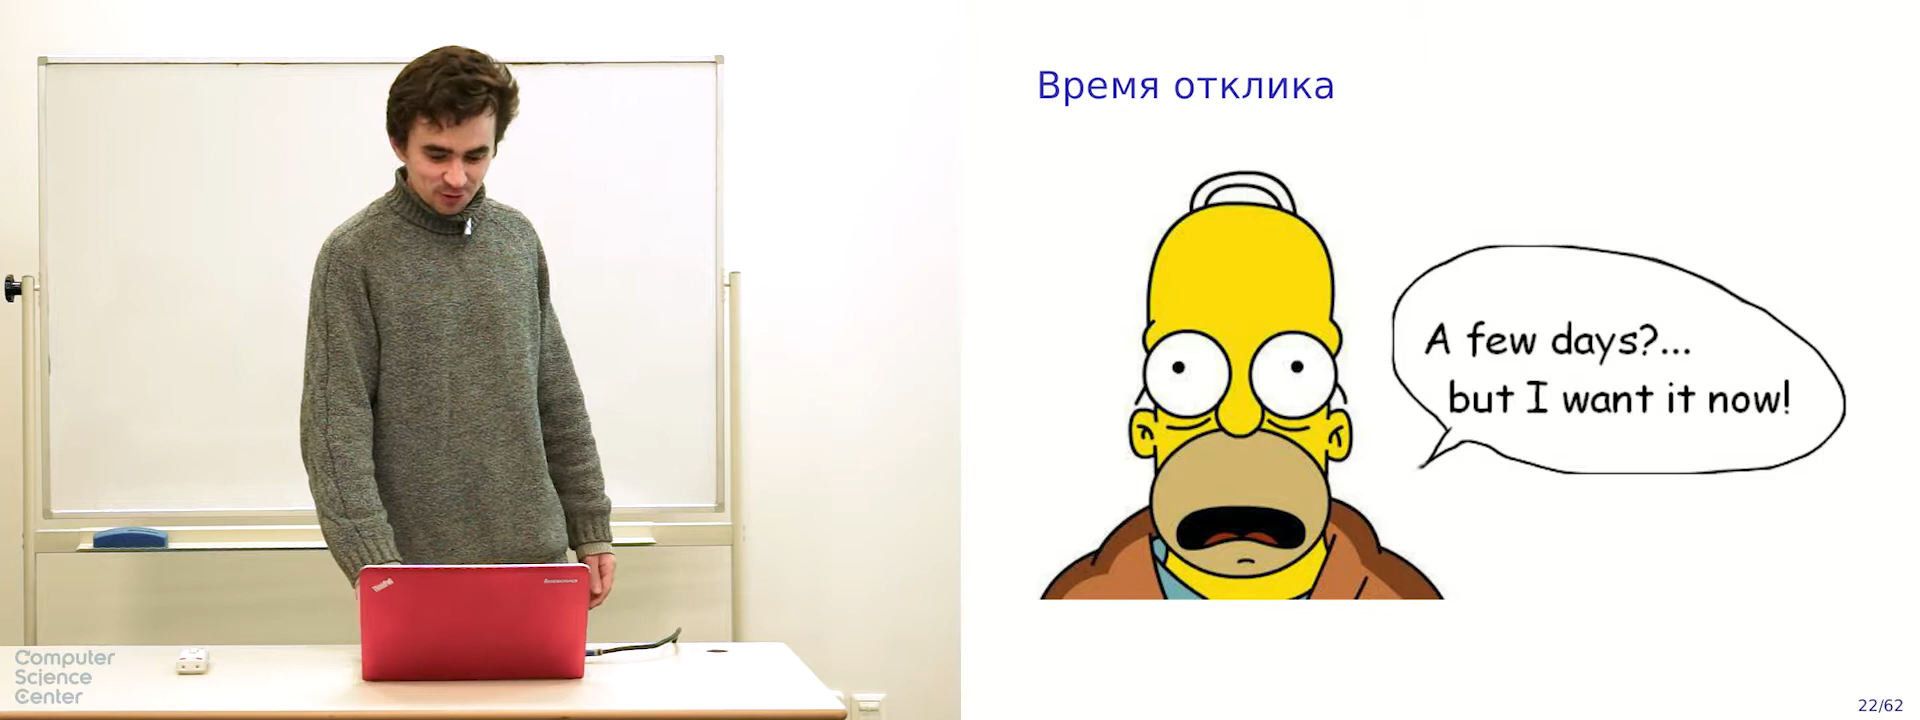 Время отклика
A few days?...
but I want it now!
ThinkPad
Computer
Science
Center
22/62